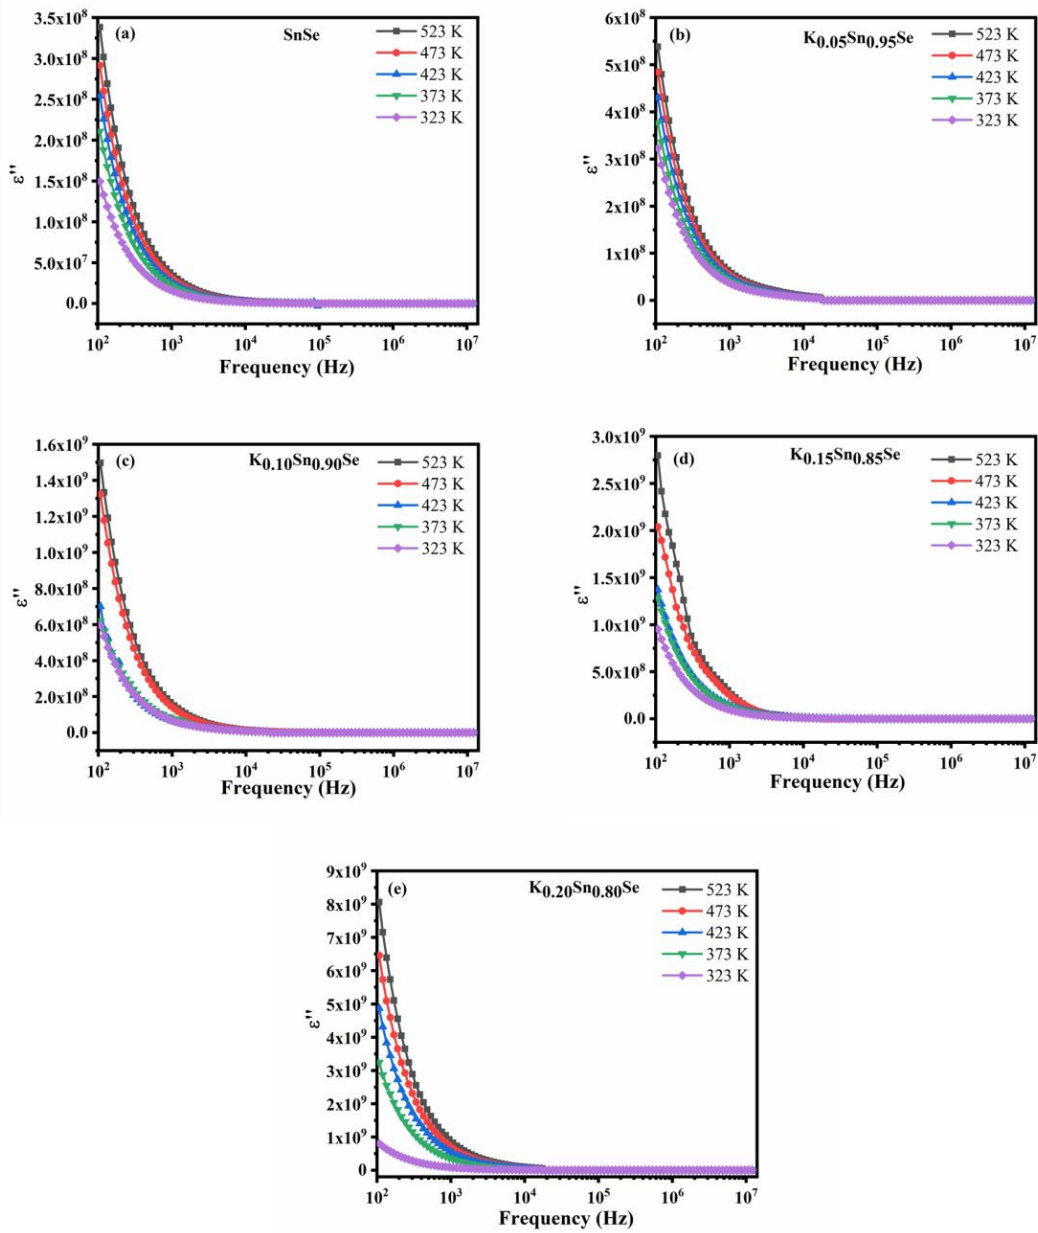 (a) SnSe
523 K
473 K
423 K
373 K
323 K
3.5x10⁸
3.0x10⁸
2.5x10⁸
2.0x10⁸
1.5x10⁸
1.0x10⁸
5.0x10⁷
0.0
ε"
10² 10³ 10⁴ 10⁵ 10⁶ 10⁷
Frequency (Hz)
(b) K₀.₀₅Sn₀.₉₅Se
523 K
473 K
423 K
373 K
323 K
6x10⁸
5x10⁸
4x10⁸
3x10⁸
2x10⁸
1x10⁸
0
ε"
10² 10³ 10⁴ 10⁵ 10⁶ 10⁷
Frequency (Hz)
(c) K₀.₁₀Sn₀.₉₀Se
523 K
473 K
423 K
373 K
323 K
1.6x10⁹
1.4x10⁹
1.2x10⁹
1.0x10⁹
8.0x10⁸
6.0x10⁸
4.0x10⁸
2.0x10⁸
0.0
ε"
10² 10³ 10⁴ 10⁵ 10⁶ 10⁷
Frequency (Hz)
(d) K₀.₁₅Sn₀.₈₅Se
523 K
473 K
423 K
373 K
323 K
3.0x10⁹
2.5x10⁹
2.0x10⁹
1.5x10⁹
1.0x10⁹
5.0x10⁸
0.0
ε"
10² 10³ 10⁴ 10⁵ 10⁶ 10⁷
Frequency (Hz)
(e) K₀.₂₀Sn₀.₈₀Se
523 K
473 K
423 K
373 K
323 K
9x10⁹
8x10⁹
7x10⁹
6x10⁹
5x10⁹
4x10⁹
3x10⁹
2x10⁹
1x10⁹
0
ε"
10² 10³ 10⁴ 10⁵ 10⁶ 10⁷
Frequency (Hz)